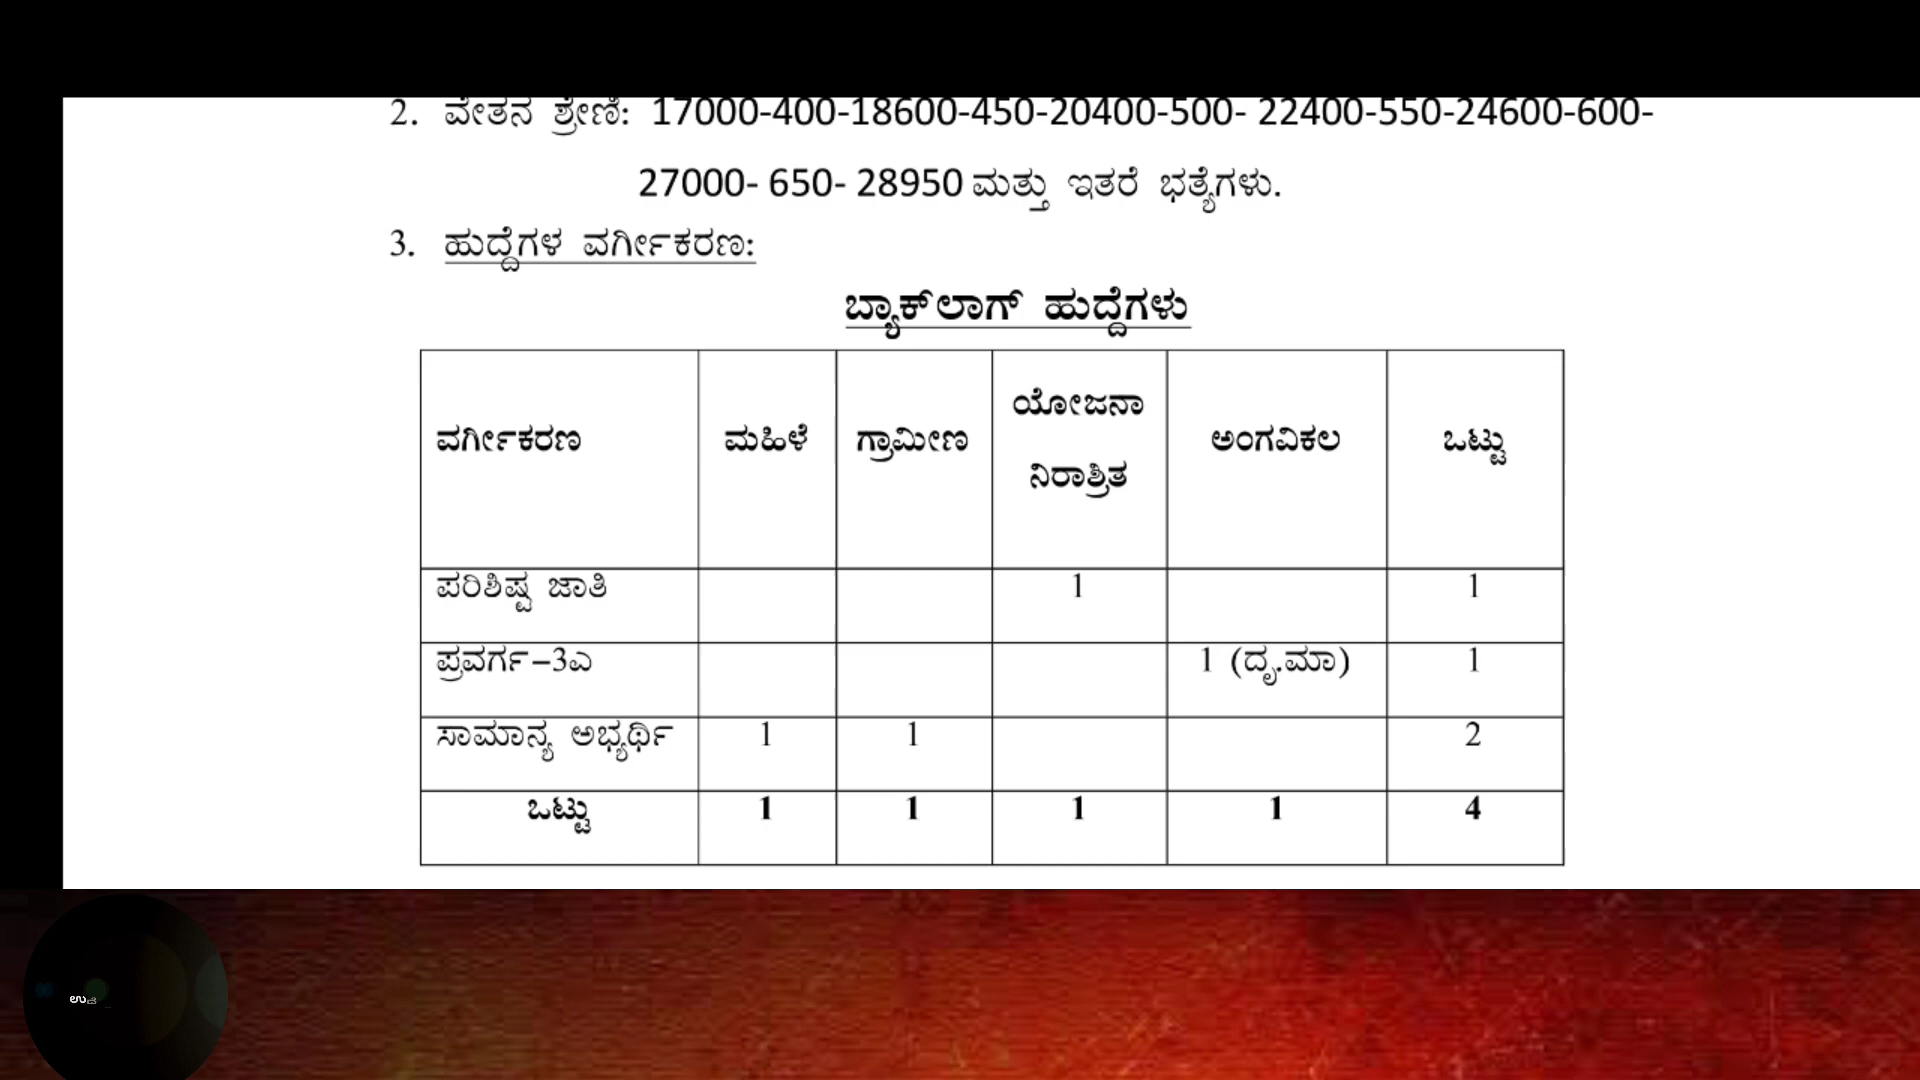 2. ವೇತನ ಶ್ರೇಣಿ: 17000-400-18600-450-20400-500- 22400-550-24600-600-
27000- 650- 28950 ಮತ್ತು ಇತರೆ ಭತ್ಯೆಗಳು.
3. ಹುದ್ದೆಗಳ ವರ್ಗೀಕರಣ:
ಬ್ಯಾಕ್‌ಲಾಗ್ ಹುದ್ದೆಗಳು
ವರ್ಗೀಕರಣ ಮಹಿಳೆ ಗ್ರಾಮೀಣ ಯೋಜನಾ ನಿರಾಶ್ರಿತ ಅಂಗವಿಕಲ ಒಟ್ಟು
ಪರಿಶಿಷ್ಟ ಜಾತಿ 1 1
ಪ್ರವರ್ಗ-3ಎ 1 (ದೃ.ಮಾ) 1
ಸಾಮಾನ್ಯ ಅಭ್ಯರ್ಥಿ 1 1 2
ಒಟ್ಟು 1 1 1 1 4